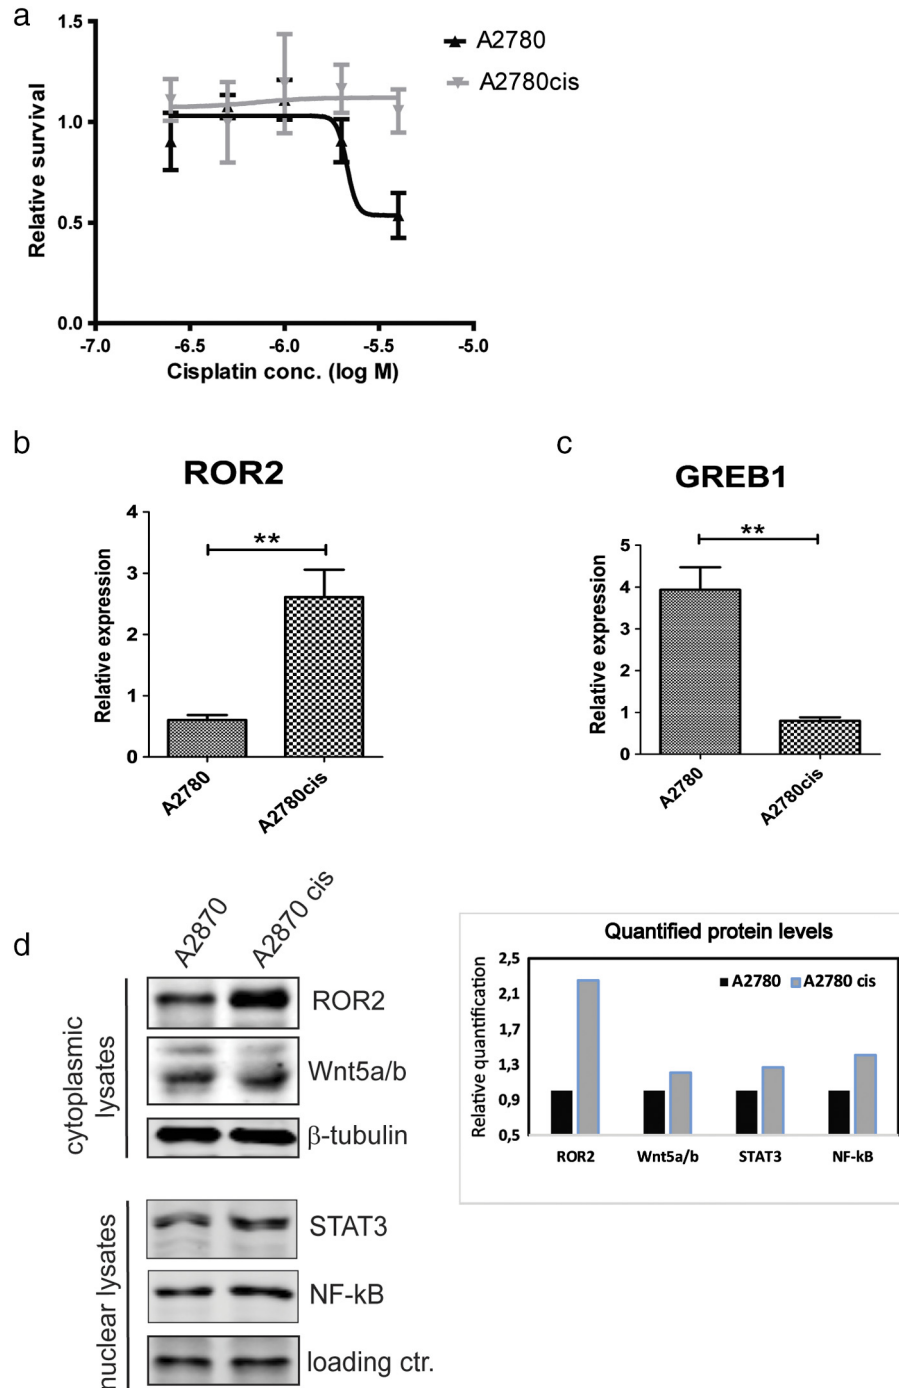 a
1.5
1.0
0.5
0.0
-7.0 -6.5 -6.0 -5.5 -5.0
Relative survival
Cisplatin conc. (log M)
A2780
A2780cis
b
ROR2
4
3
2
1
0
Relative expression
**
A2780
A2780cis
c
GREB1
5
4
3
2
1
0
Relative expression
**
A2780
A2780cis
d
A2870
A2870 cis
cytoplasmic
lysates
ROR2
Wnt5a/b
β-tubulin
nuclear lysates
STAT3
NF-kB
loading ctr.
Quantified protein levels
2,5
2,1
1,7
1,3
0,9
0,5
Relative quantification
A2780 A2780 cis
ROR2 Wnt5a/b STAT3 NF-kB